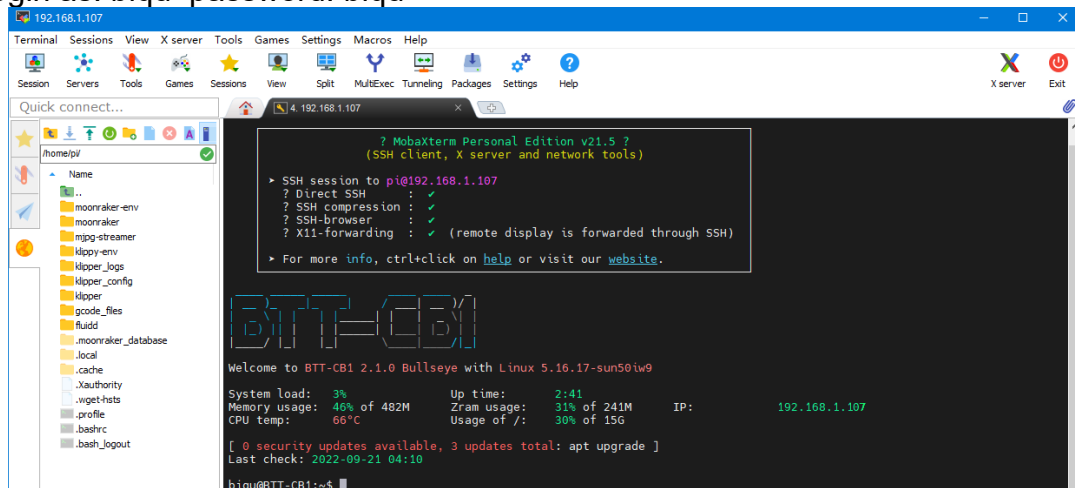 login as: biqu password: biqu
192.168.1.107
Terminal Sessions View X server Tools Games Settings Macros Help
Session Servers Tools Games Sessions View Split MultiExec Tunneling Packages Settings Help X server Exit
Quick connect...
4. 192.168.1.107
/home/pi/
Name
..
moonraker-env
moonraker
mjpg-streamer
klippy-env
klipper_logs
klipper_config
klipper
gcode_files
fluidd
.moonraker_database
.local
.cache
.Xauthority
.wget-hsts
.profile
.bashrc
.bash_logout
? MobaXterm Personal Edition v21.5 ?
(SSH client, X server and network tools)
➤ SSH session to pi@192.168.1.107
? Direct SSH : ✔
? SSH compression : ✔
? SSH-browser : ✔
? X11-forwarding : ✔ (remote display is forwarded through SSH)
➤ For more info, ctrl+click on help or visit our website.
BTT-CB1
Welcome to BTT-CB1 2.1.0 Bullseye with Linux 5.16.17-sun50iw9
System load: 3% Up time: 2:41
Memory usage: 46% of 482M Zram usage: 31% of 241M IP: 192.168.1.107
CPU temp: 66°C Usage of /: 30% of 15G
[ 0 security updates available, 3 updates total: apt upgrade ]
Last check: 2022-09-21 04:10
biqu@BTT-CB1:~$